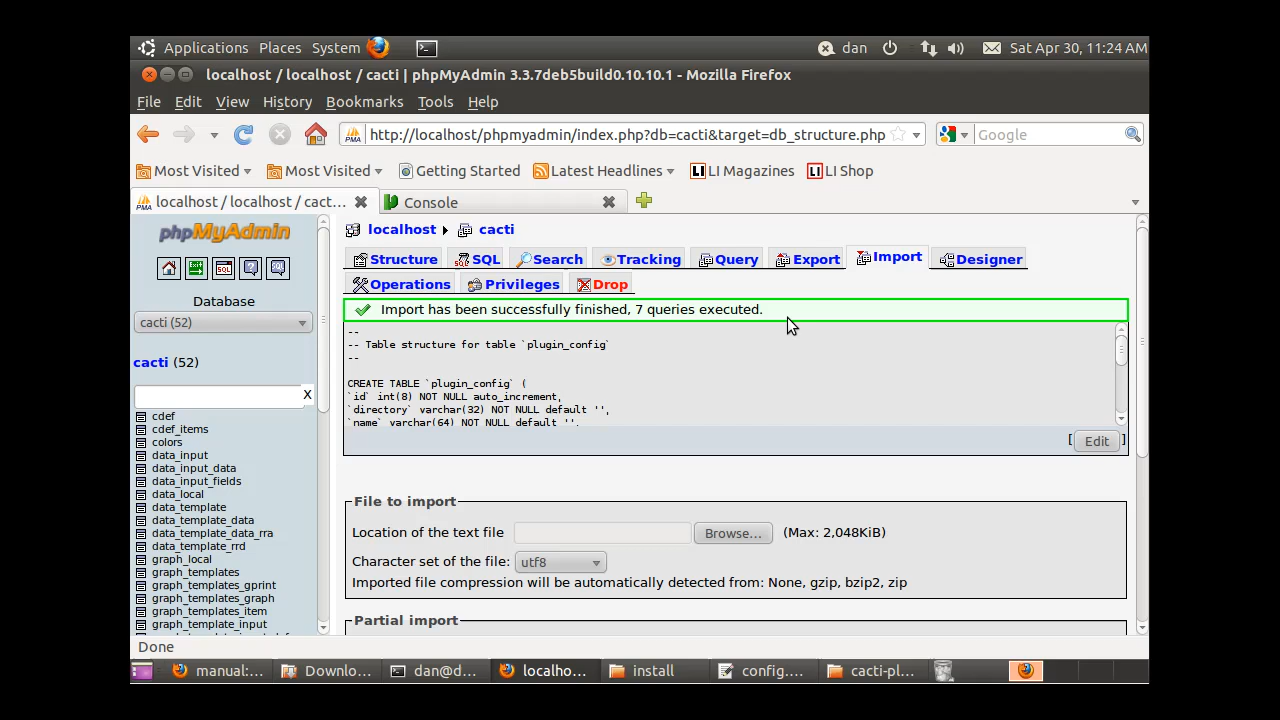 Applications Places System
dan
Sat Apr 30, 11:24 AM
localhost / localhost / cacti | phpMyAdmin 3.3.7deb5build0.10.10.1 - Mozilla Firefox
File Edit View History Bookmarks Tools Help
http://localhost/phpmyadmin/index.php?db=cacti&target=db_structure.php
Google
Most Visited Most Visited Getting Started Latest Headlines LI Magazines LI Shop
localhost / localhost / cact...
Console
phpMyAdmin
Database
cacti (52)
cacti (52)
X
cdef
cdef_items
colors
data_input
data_input_data
data_input_fields
data_local
data_template
data_template_data
data_template_data_rra
data_template_rrd
graph_local
graph_templates
graph_templates_gprint
graph_templates_graph
graph_templates_item
graph_template_input
localhost cacti
Structure SQL Search Tracking Query Export Import Designer
Operations Privileges Drop
Import has been successfully finished, 7 queries executed.
--
-- Table structure for table `plugin_config`
--
CREATE TABLE `plugin_config` (
`id` int(8) NOT NULL auto_increment,
`directory` varchar(32) NOT NULL default '',
`name` varchar(64) NOT NULL default '',
[ Edit ]
File to import
Location of the text file Browse... (Max: 2,048KiB)
Character set of the file: utf8
Imported file compression will be automatically detected from: None, gzip, bzip2, zip
Partial import
Done
manual:... Downlo... dan@d... localho... install config.... cacti-pl...